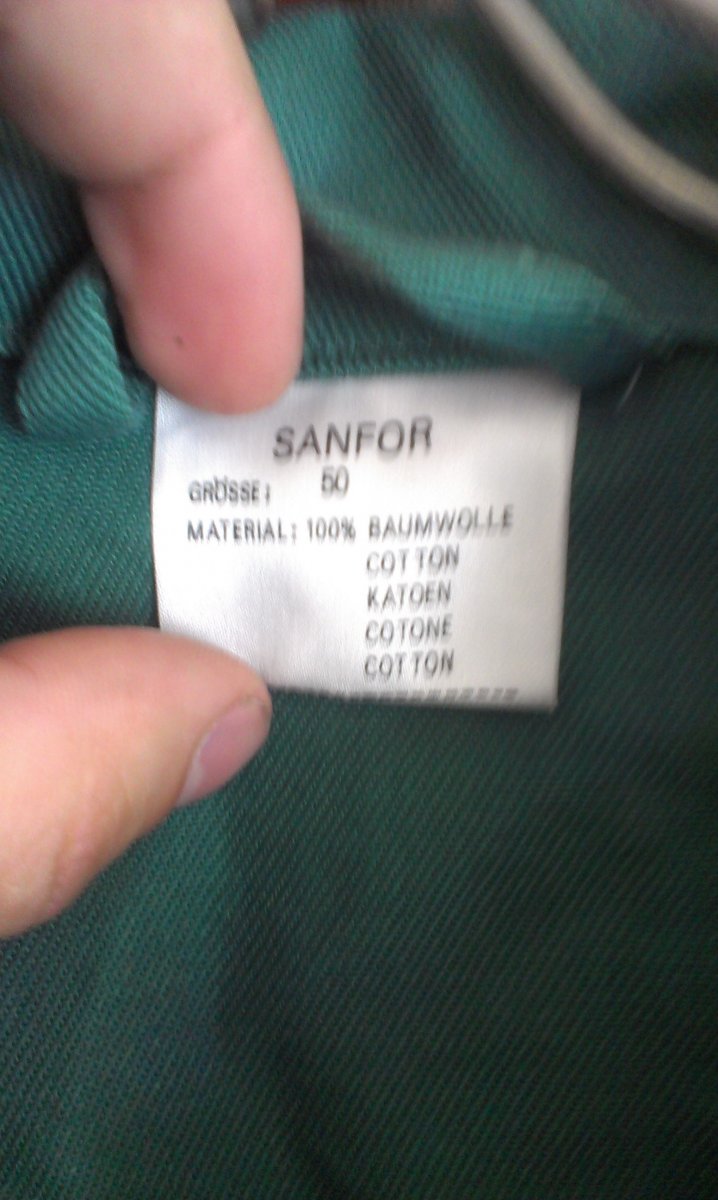 SANFOR
GRÖSSE: 50
MATERIAL: 100% BAUMWOLLE
COTTON
KATOEN
COTONE
COTTON